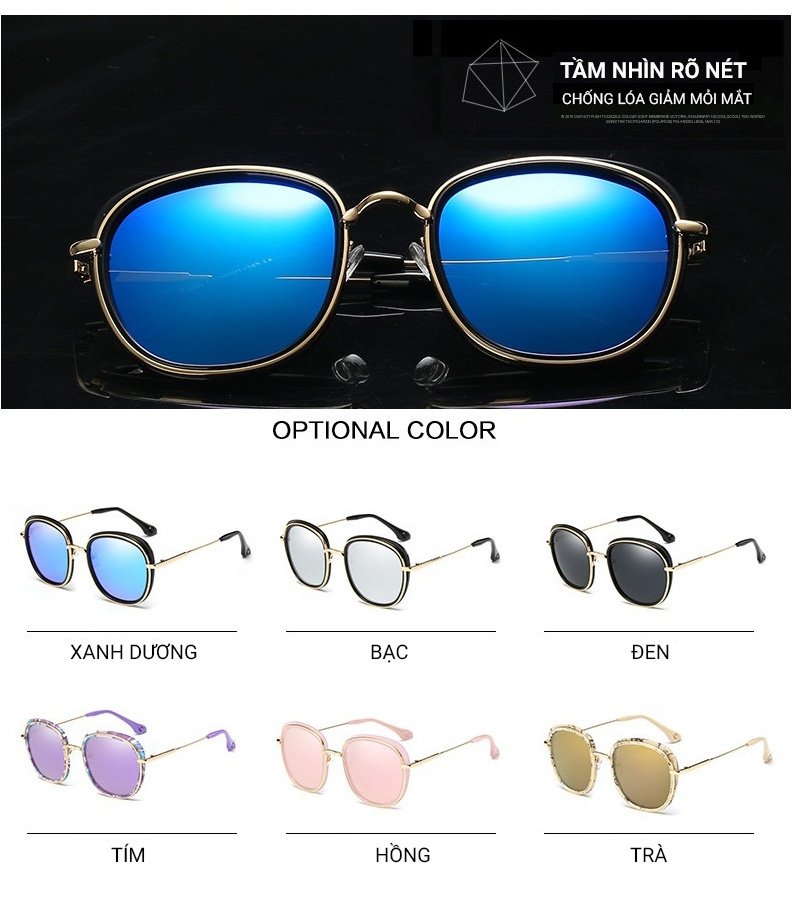 TẦM NHÌN RÕ NÉT
CHỐNG LÓA GIẢM MỎI MẮT
OPTIONAL COLOR
XANH DƯƠNG
BẠC
ĐEN
TÍM
HỒNG
TRÀ